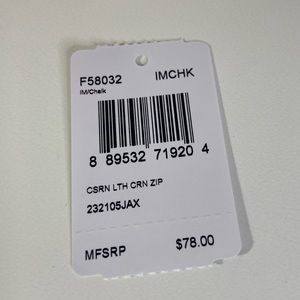 F58032 IMCHK
IM/Chalk
8 89532 71920 4
CSRN LTH CRN ZIP
232105JAX
MFSRP $78.00